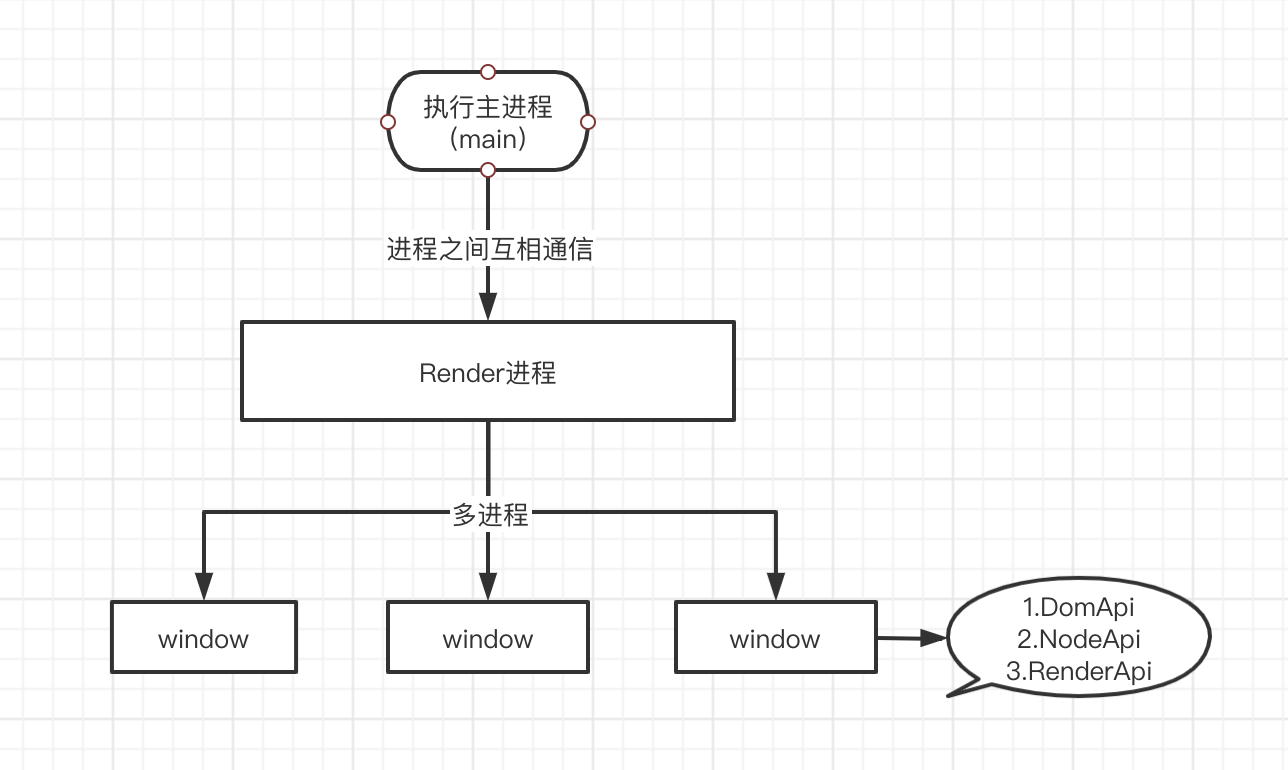 执行主进程
(main)
进程之间互相通信
Render进程
多进程
window
window
window
1.DomApi
2.NodeApi
3.RenderApi